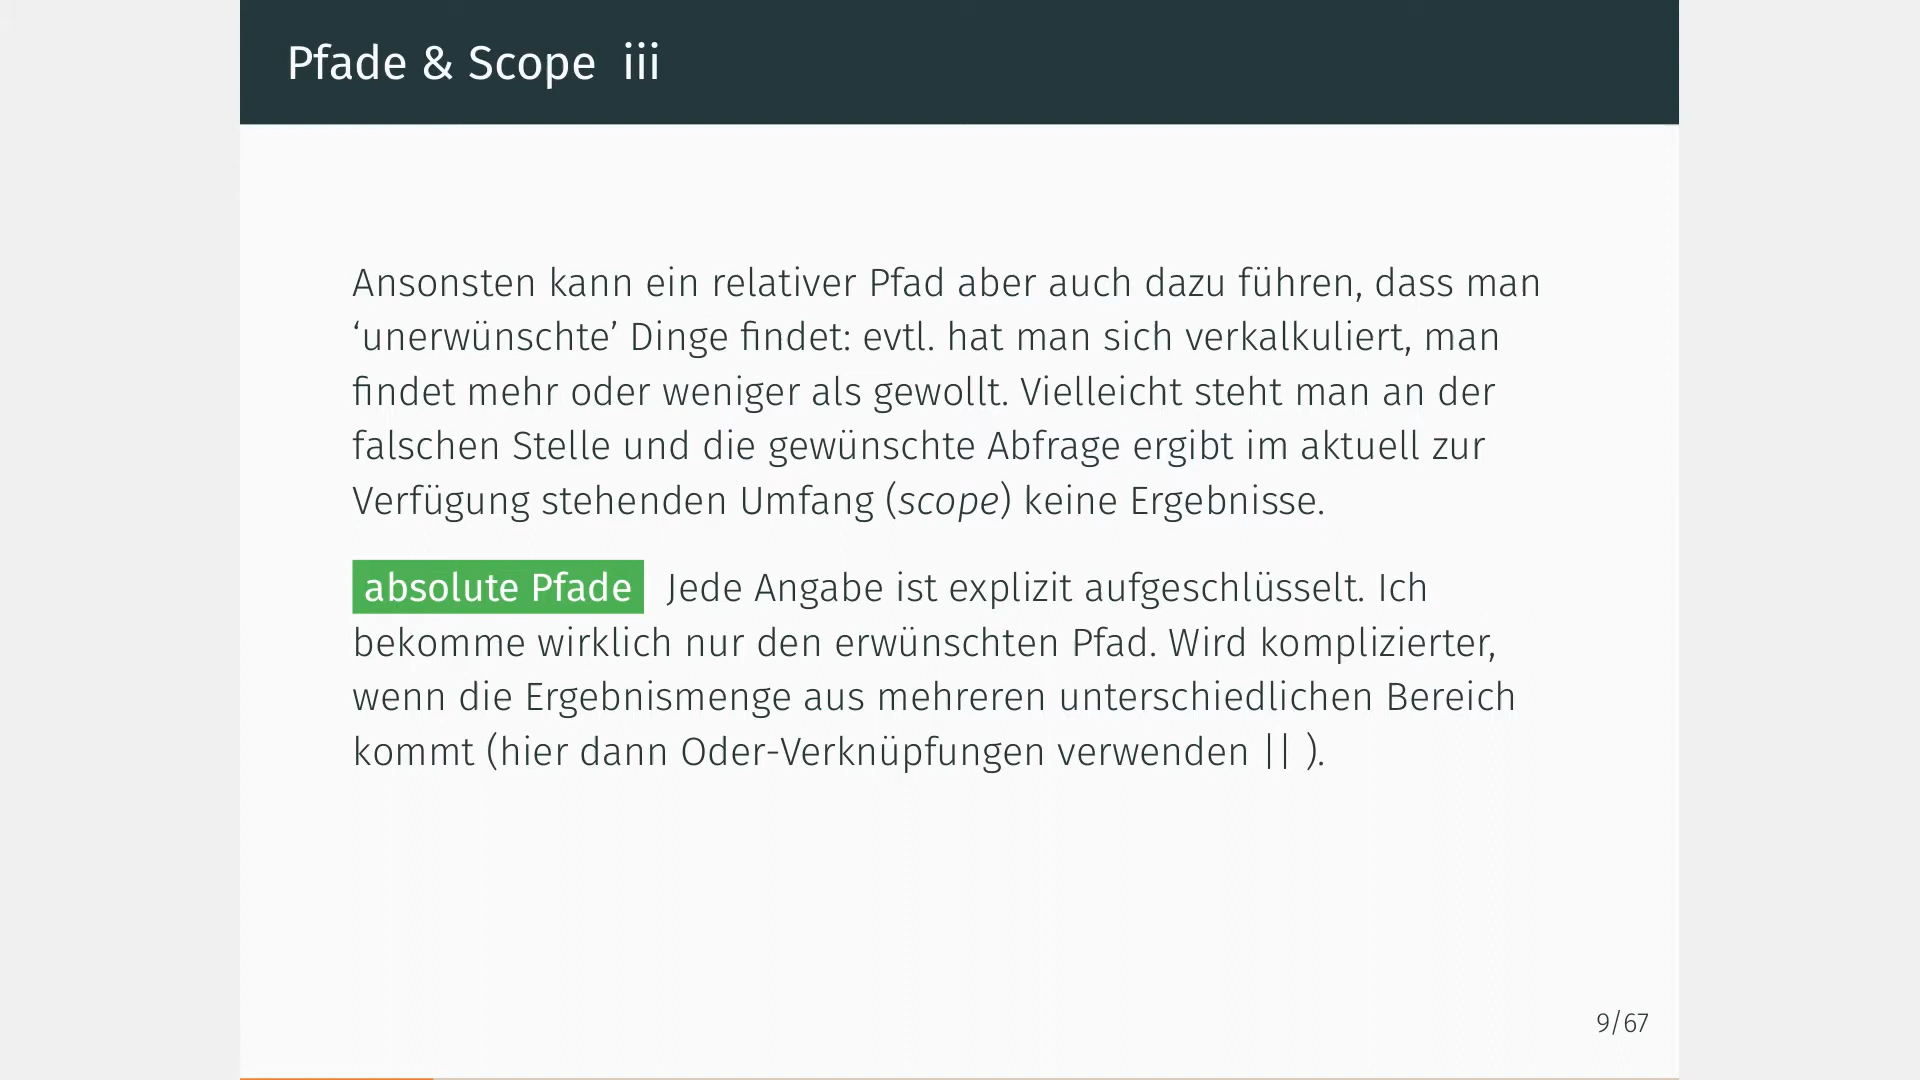 Pfade & Scope iii
Ansonsten kann ein relativer Pfad aber auch dazu führen, dass man
‘unerwünschte’ Dinge findet: evtl. hat man sich verkalkuliert, man
findet mehr oder weniger als gewollt. Vielleicht steht man an der
falschen Stelle und die gewünschte Abfrage ergibt im aktuell zur
Verfügung stehenden Umfang (scope) keine Ergebnisse.
absolute Pfade Jede Angabe ist explizit aufgeschlüsselt. Ich
bekomme wirklich nur den erwünschten Pfad. Wird komplizierter,
wenn die Ergebnismenge aus mehreren unterschiedlichen Bereich
kommt (hier dann Oder-Verknüpfungen verwenden || ).
9/67